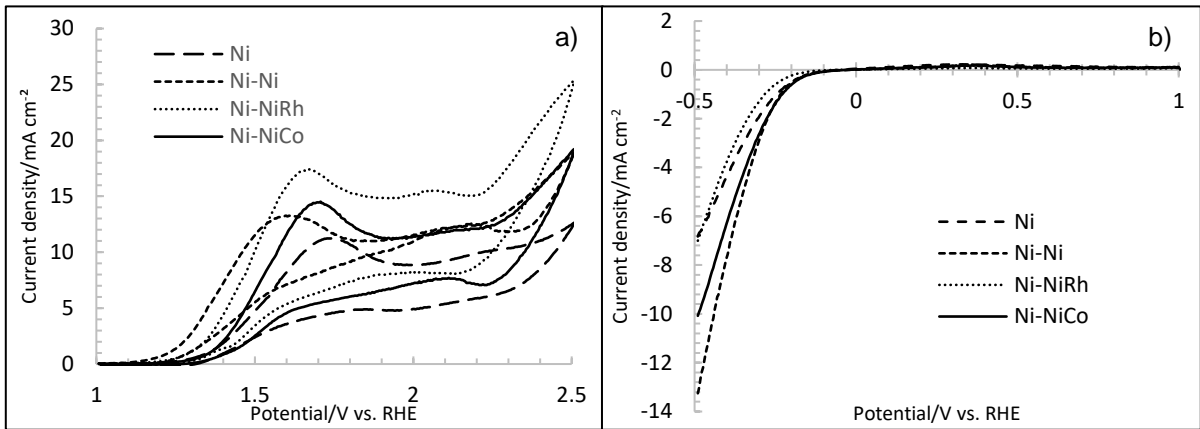 a)
30
25
20
15
10
5
0
1
1.5
2
2.5
Current density/mA cm⁻²
Potential/V vs. RHE
Ni
Ni-Ni
Ni-NiRh
Ni-NiCo
b)
2
0
-2
-4
-6
-8
-10
-12
-14
-0.5
0
0.5
1
Current density/mA cm⁻²
Potential/V vs. RHE
Ni
Ni-Ni
Ni-NiRh
Ni-NiCo